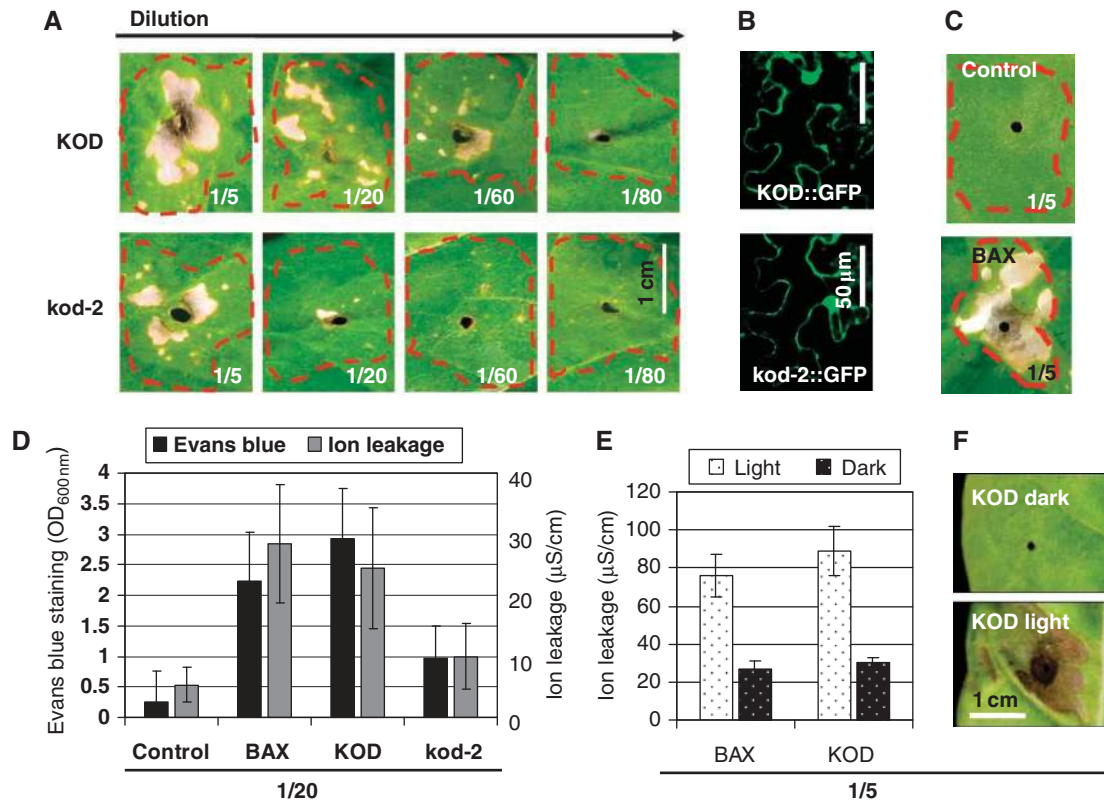 A
Dilution
KOD
1/5
1/20
1/60
1/80
kod-2
1/5
1/20
1/60
1/80
1 cm
B
KOD::GFP
kod-2::GFP
50 μm
C
Control
1/5
BAX
1/5
D
Evans blue
Ion leakage
Evans blue staining (OD600 nm)
4
3.5
3
2.5
2
1.5
1
0.5
0
Ion leakage (μS/cm)
40
30
20
10
0
Control
BAX
KOD
kod-2
1/20
E
Light
Dark
Ion leakage (μS/cm)
120
100
80
60
40
20
0
BAX
KOD
1/5
F
KOD dark
KOD light
1 cm